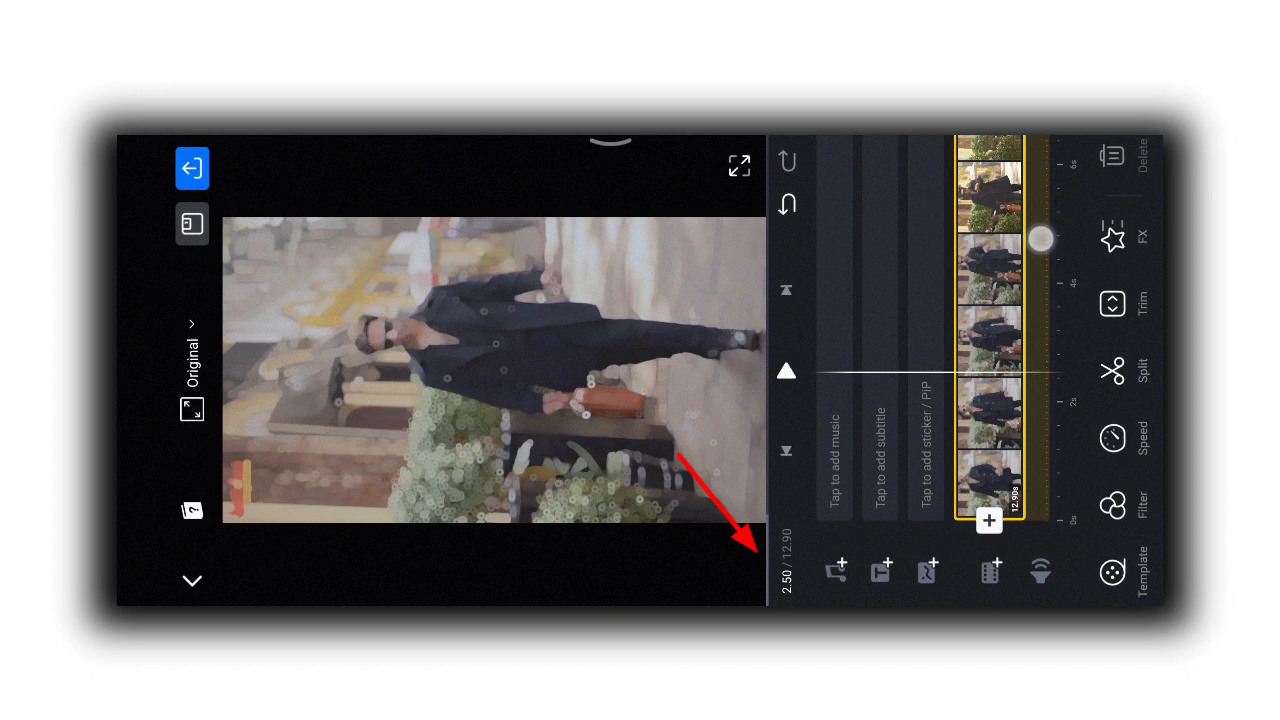 Original
?
2.50 / 12.90
Tap to add music
Tap to add subtitle
Tap to add sticker / PiP
12.90s
0s
2s
4s
6s
Template
Filter
Speed
Split
Trim
FX
Delete